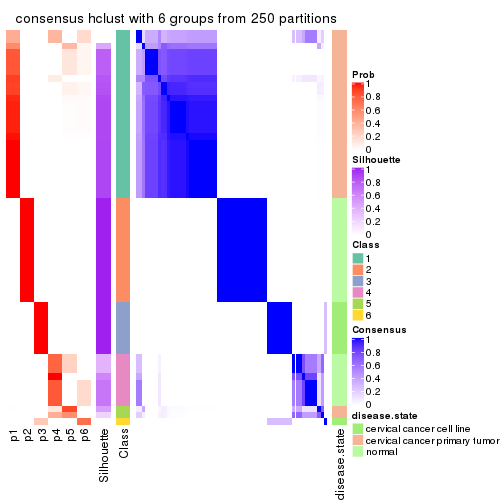 consensus hclust with 6 groups from 250 partitions
Prob
1
0.8
0.6
0.4
0.2
0
Silhouette
1
0.8
0.6
0.4
0.2
0
Class
1
2
3
4
5
6
Consensus
1
0.8
0.6
0.4
0.2
0
disease.state
cervical cancer cell line
cervical cancer primary tumor
normal
p1
p2
p3
p4
p5
p6
Silhouette
Class
disease.state